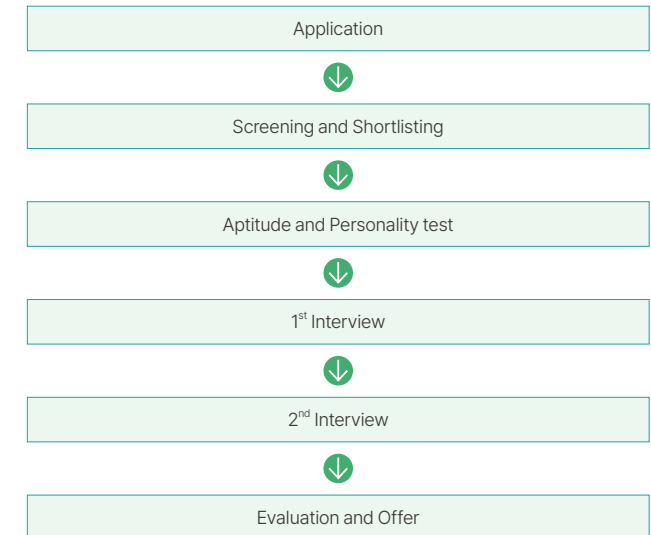 Application
Screening and Shortlisting
Aptitude and Personality test
1st Interview
2nd Interview
Evaluation and Offer